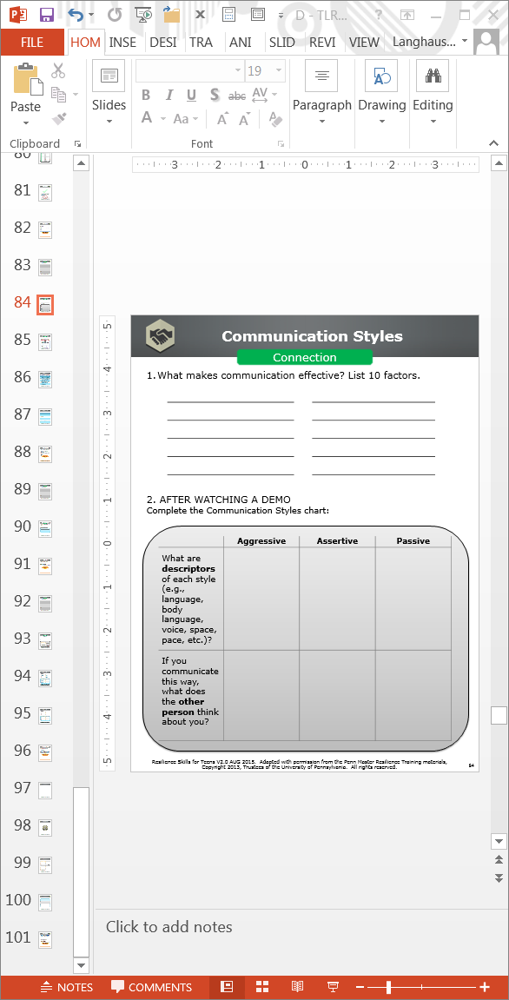 D - TLR...
?
FILE
HOM
INSE
DESI
TRA
ANI
SLID
REVI
VIEW
Langhaus...
Paste
Clipboard
Slides
19
B I U S abc AV
A Aa A A
Font
Paragraph
Drawing
Editing
3 2 1 0 1 2 3
80
81
82
83
84
85
86
87
88
89
90
91
92
93
94
95
96
97
98
99
100
101
5
4
3
2
1
0
1
2
3
4
5
Communication Styles
Connection
1. What makes communication effective? List 10 factors.
2. AFTER WATCHING A DEMO
Complete the Communication Styles chart:
Aggressive Assertive Passive
What are
descriptors
of each style
(e.g.,
language,
body
language,
voice, space,
pace, etc.)?
If you
communicate
this way,
what does
the other
person think
about you?
Resilience Skills for Teens V2.0 AUG 2015. Adapted with permission from the Penn Master Resilience Training materials,
Copyright 2013, Trustees of the University of Pennsylvania. All rights reserved.
84
Click to add notes
NOTES
COMMENTS